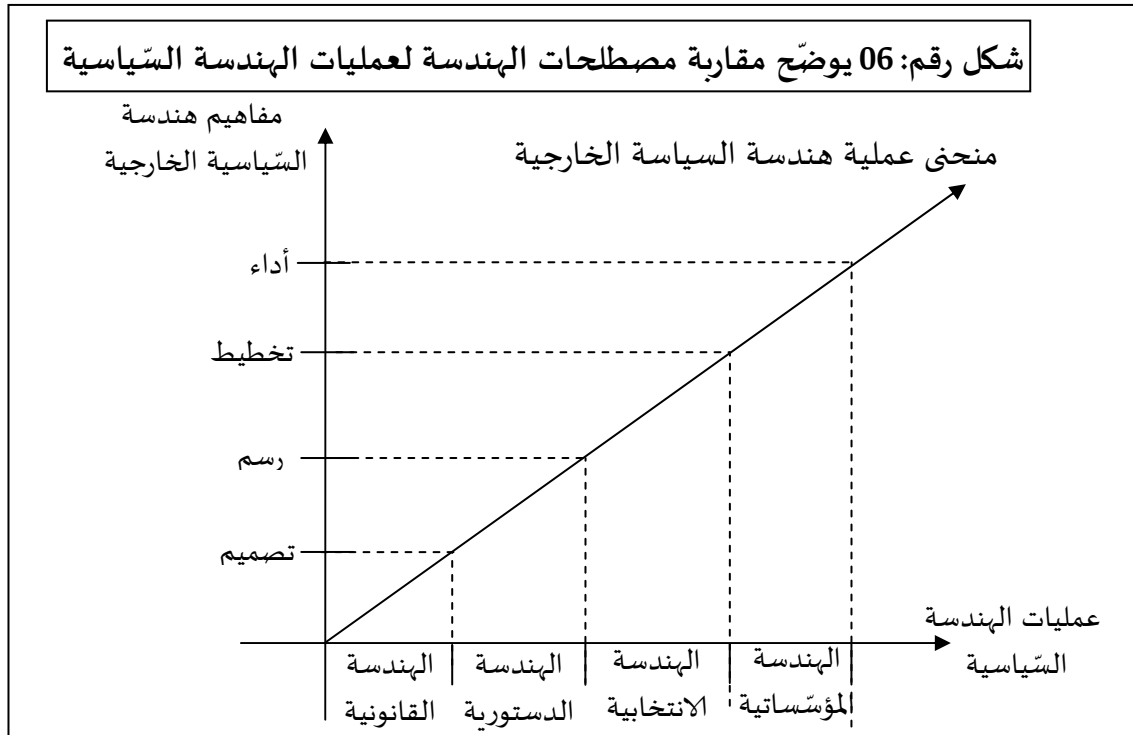 شكل رقم: 06 يوضّح مقاربة مصطلحات الهندسة لعمليات الهندسة السّياسية
مفاهيم هندسة
السّياسية الخارجية
منحنى عملية هندسة السياسة الخارجية
أداء
تخطيط
رسم
تصميم
عمليات الهندسة
السّياسية
الهندسة
القانونية
الهندسة
الدستورية
الهندسة
الانتخابية
الهندسة
المؤسّساتية